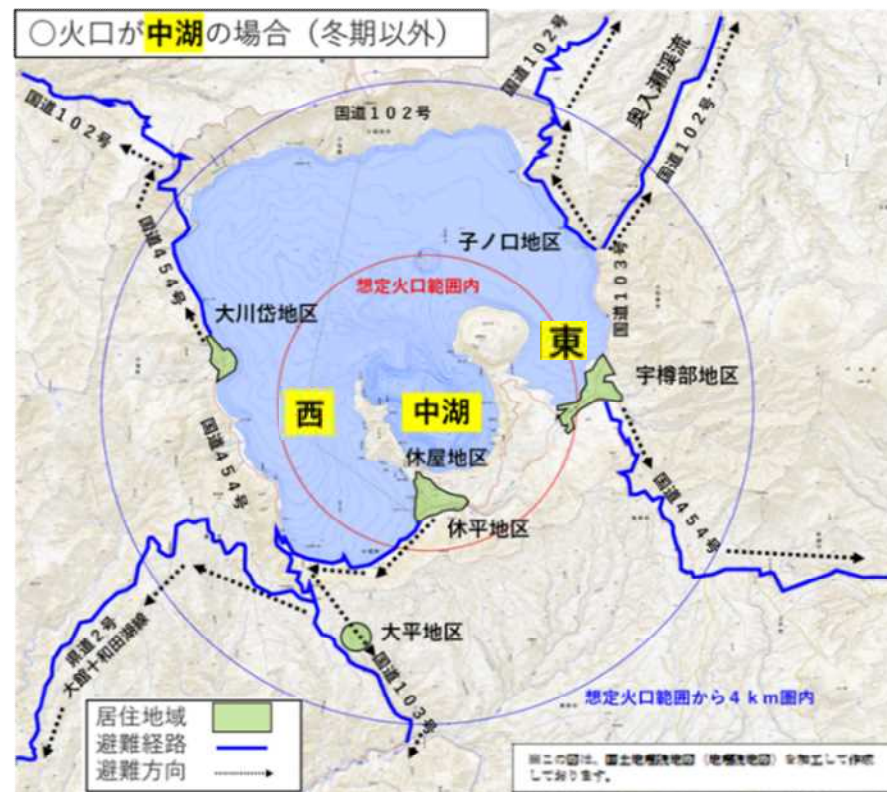 ○火口が中湖の場合（冬期以外）
国道１０２号
奥入瀬渓流
国道１０２号
国道１０２号
国道１０２号
子ノ口地区
国道１０３号
想定火口範囲内
国道４５４号
大川岱地区
東
宇樽部地区
西
中湖
休屋地区
国道４５４号
休平地区
国道４５４号
大平地区
県道２号
大館十和田湖線
国道１０３号
想定火口範囲から４ｋｍ圏内
居住地域
避難経路
避難方向
しております。